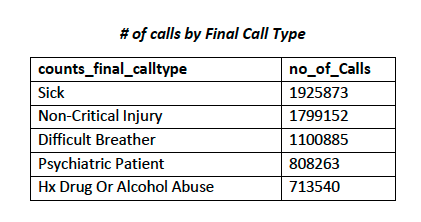 # of calls by Final Call Type
counts_final_calltype no_of_Calls
Sick 1925873
Non-Critical Injury 1799152
Difficult Breather 1100885
Psychiatric Patient 808263
Hx Drug Or Alcohol Abuse 713540